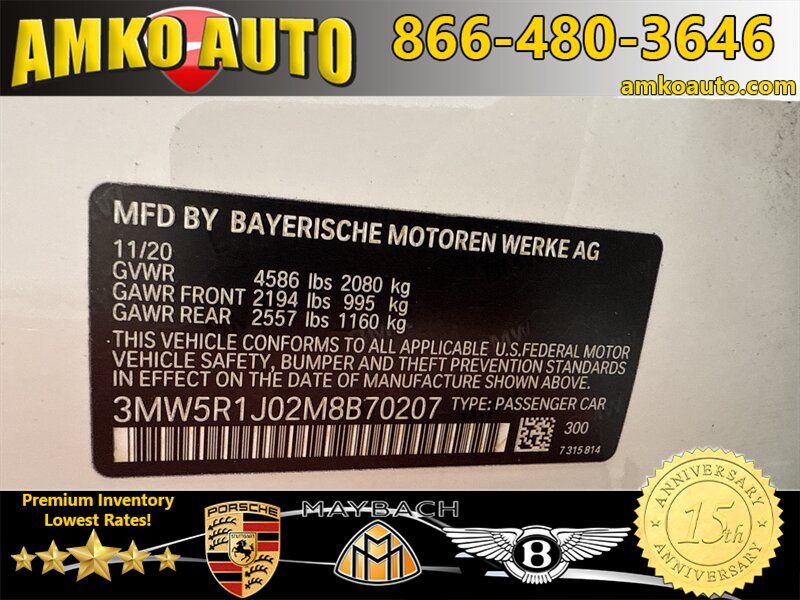 AMKO AUTO
866-480-3646
amkoauto.com
MFD BY BAYERISCHE MOTOREN WERKE AG
11/20
GVWR 4586 lbs 2080 kg
GAWR FRONT 2194 lbs 995 kg
GAWR REAR 2557 lbs 1160 kg
THIS VEHICLE CONFORMS TO ALL APPLICABLE U.S.FEDERAL MOTOR
VEHICLE SAFETY, BUMPER AND THEFT PREVENTION STANDARDS
IN EFFECT ON THE DATE OF MANUFACTURE SHOWN ABOVE.
3MW5R1J02M8B70207 TYPE: PASSENGER CAR
300
7 315 814
Premium Inventory
Lowest Rates!
PORSCHE
STUTTGART
MAYBACH
M M
B
ANNIVERSARY
15th
ANNIVERSARY